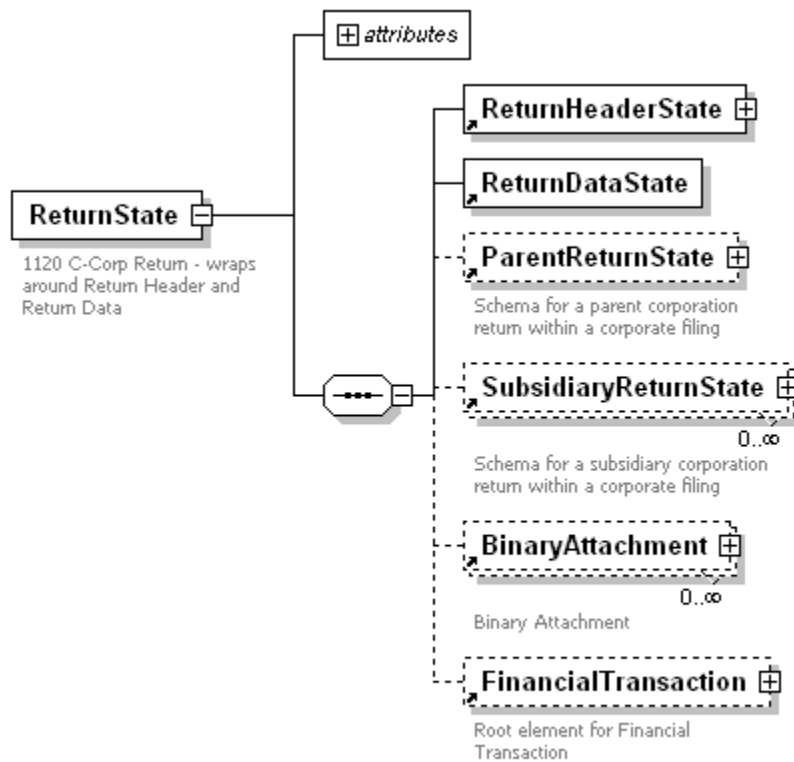 attributes
ReturnHeaderState
ReturnDataState
ReturnState
1120 C-Corp Return - wraps
around Return Header and
Return Data
ParentReturnState
Schema for a parent corporation
return within a corporate filing
SubsidiaryReturnState
0..∞
Schema for a subsidiary corporation
return within a corporate filing
BinaryAttachment
0..∞
Binary Attachment
FinancialTransaction
Root element for Financial
Transaction